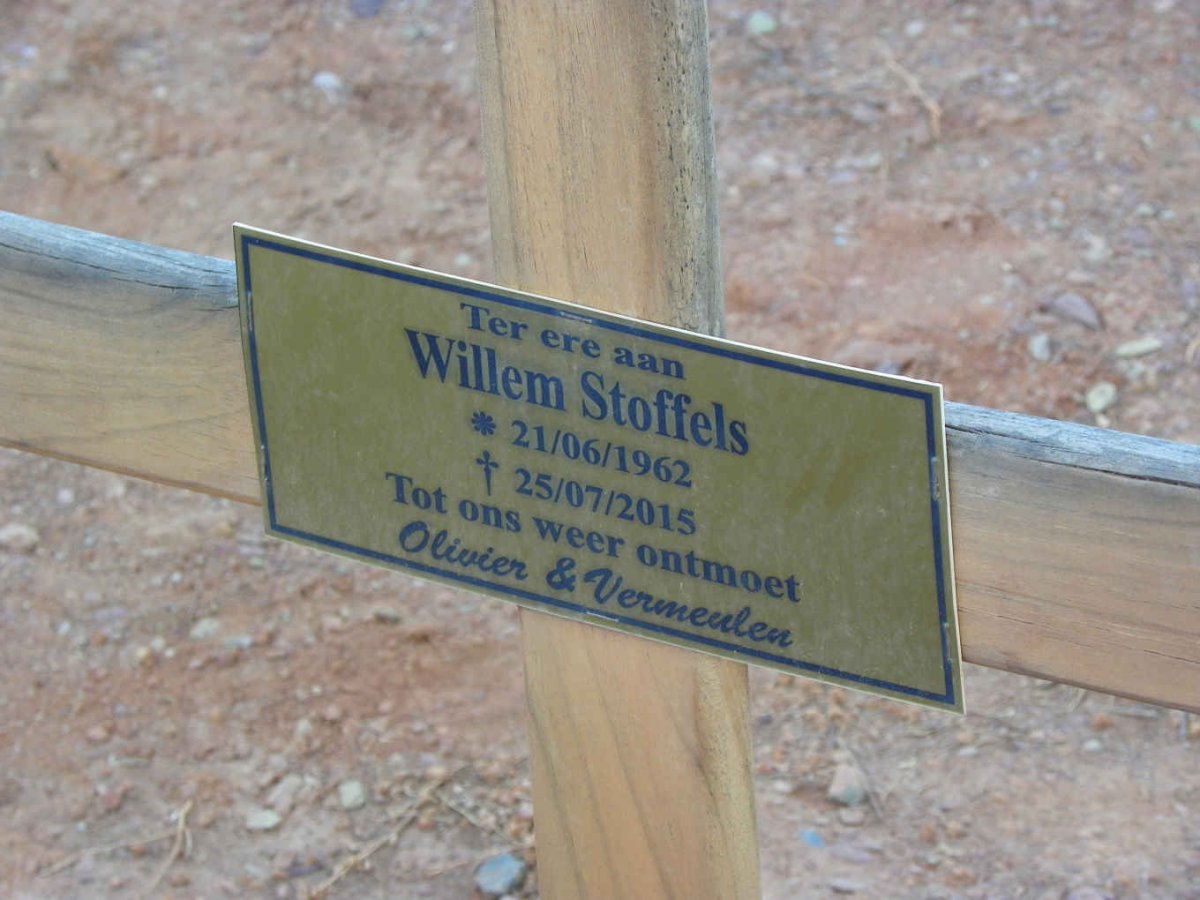 Ter ere aan
Willem Stoffels
* 21/06/1962
† 25/07/2015
Tot ons weer ontmoet
Olivier & Vermeulen